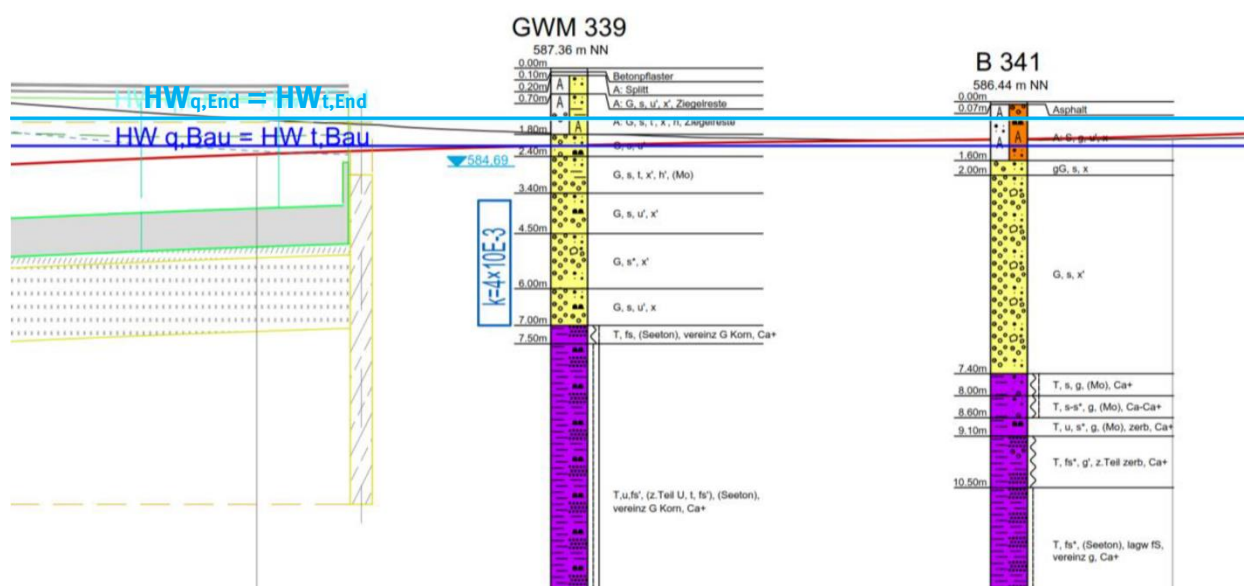 GWM 339
587.36 m NN
0.00m
0.10m
Betonpflaster
0.20m
A: Splitt
0.70m
A: G, s, u', x', Ziegelreste
A
A
A
A: G, s, t', x', h, Ziegelreste
1.80m
G, s, u'
2.40m
584.69
G, s, t, x', h', (Mo)
3.40m
G, s, u', x'
4.50m
G, s*, x'
6.00m
G, s, u', x
7.00m
T, fs, (Seeton), vereinz G Korn, Ca+
7.50m
T,u,fs', (z.Teil U, t, fs'), (Seeton),
vereinz G Korn, Ca+
k=4x10E-3
HWq,End = HWt,End
HW q,Bau = HW t,Bau
B 341
586.44 m NN
0.00m
0.07m
Asphalt
A
A
A
A: G, g, u', x
1.60m
gG, s, x
2.00m
G, s, x'
7.40m
T, s, g, (Mo), Ca+
8.00m
T, s-s*, g, (Mo), Ca-Ca+
8.60m
T, u, s*, g, (Mo), zerb, Ca+
9.10m
T, fs*, g', z.Teil zerb, Ca+
10.50m
T, fs*, (Seeton), lagw fS,
vereinz g, Ca+